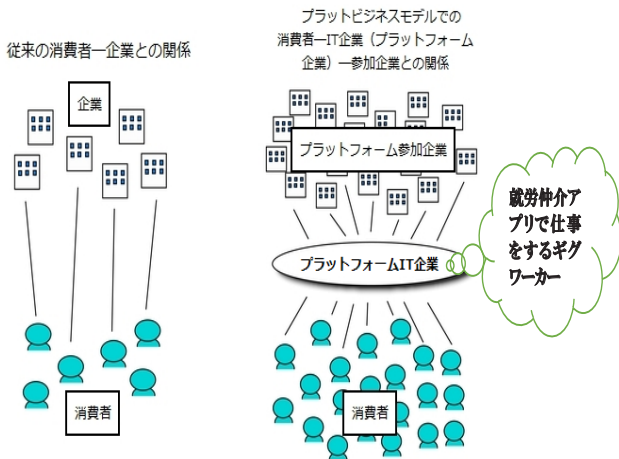 従来の消費者―企業との関係
企業
消費者
プラットビジネスモデルでの
消費者―IT企業（プラットフォーム
企業）―参加企業との関係
プラットフォーム参加企業
プラットフォームIT企業
就労仲介ア
プリで仕事
をするギグ
ワーカー
消費者